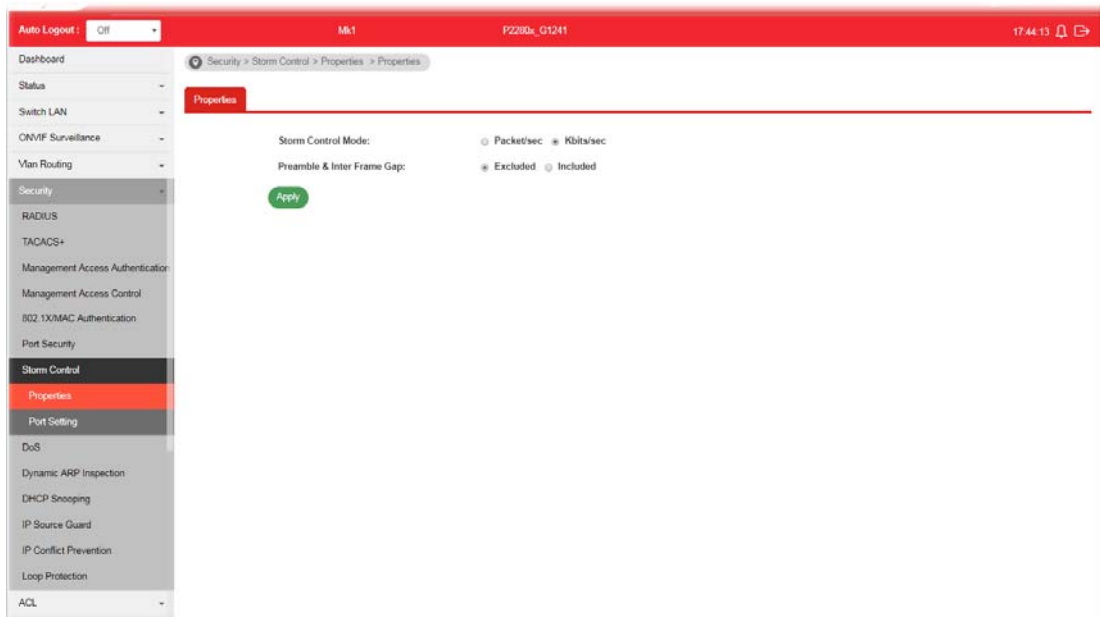 Auto Logout : Off Mk1 P2280x_G1241 17:44:13
Dashboard
Status
Switch LAN
ONVIF Surveillance
Vlan Routing
Security
RADIUS
TACACS+
Management Access Authentication
Management Access Control
802.1X/MAC Authentication
Port Security
Storm Control
Properties
Port Setting
DoS
Dynamic ARP Inspection
DHCP Snooping
IP Source Guard
IP Conflict Prevention
Loop Protection
ACL
Security > Storm Control > Properties > Properties
Properties
Storm Control Mode: Packet/sec Kbits/sec
Preamble & Inter Frame Gap: Excluded Included
Apply